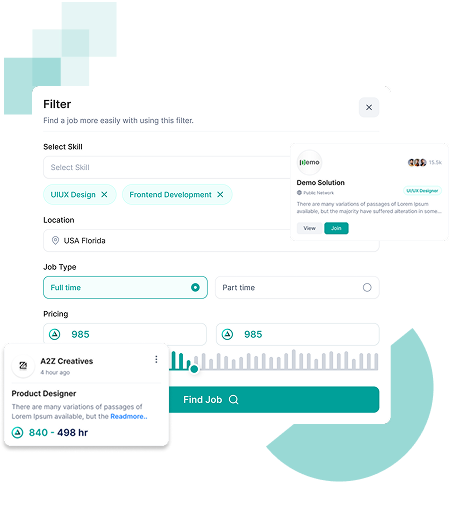 Filter
Find a job more easily with using this filter.
Select Skill
Select Skill
UIUX Design
Frontend Development
Location
USA Florida
demo
15.5k
Demo Solution
Public Network
UI/UX Designer
There are many variations of passages of Lorem Ipsum
available, but the majority have suffered alteration in some...
View
Join
Job Type
Full time
Part time
Pricing
985
985
A2Z Creatives
4 hour ago
Product Designer
There are many variations of passages of
Lorem Ipsum available, but the Readmore..
840 - 498 hr
Find Job